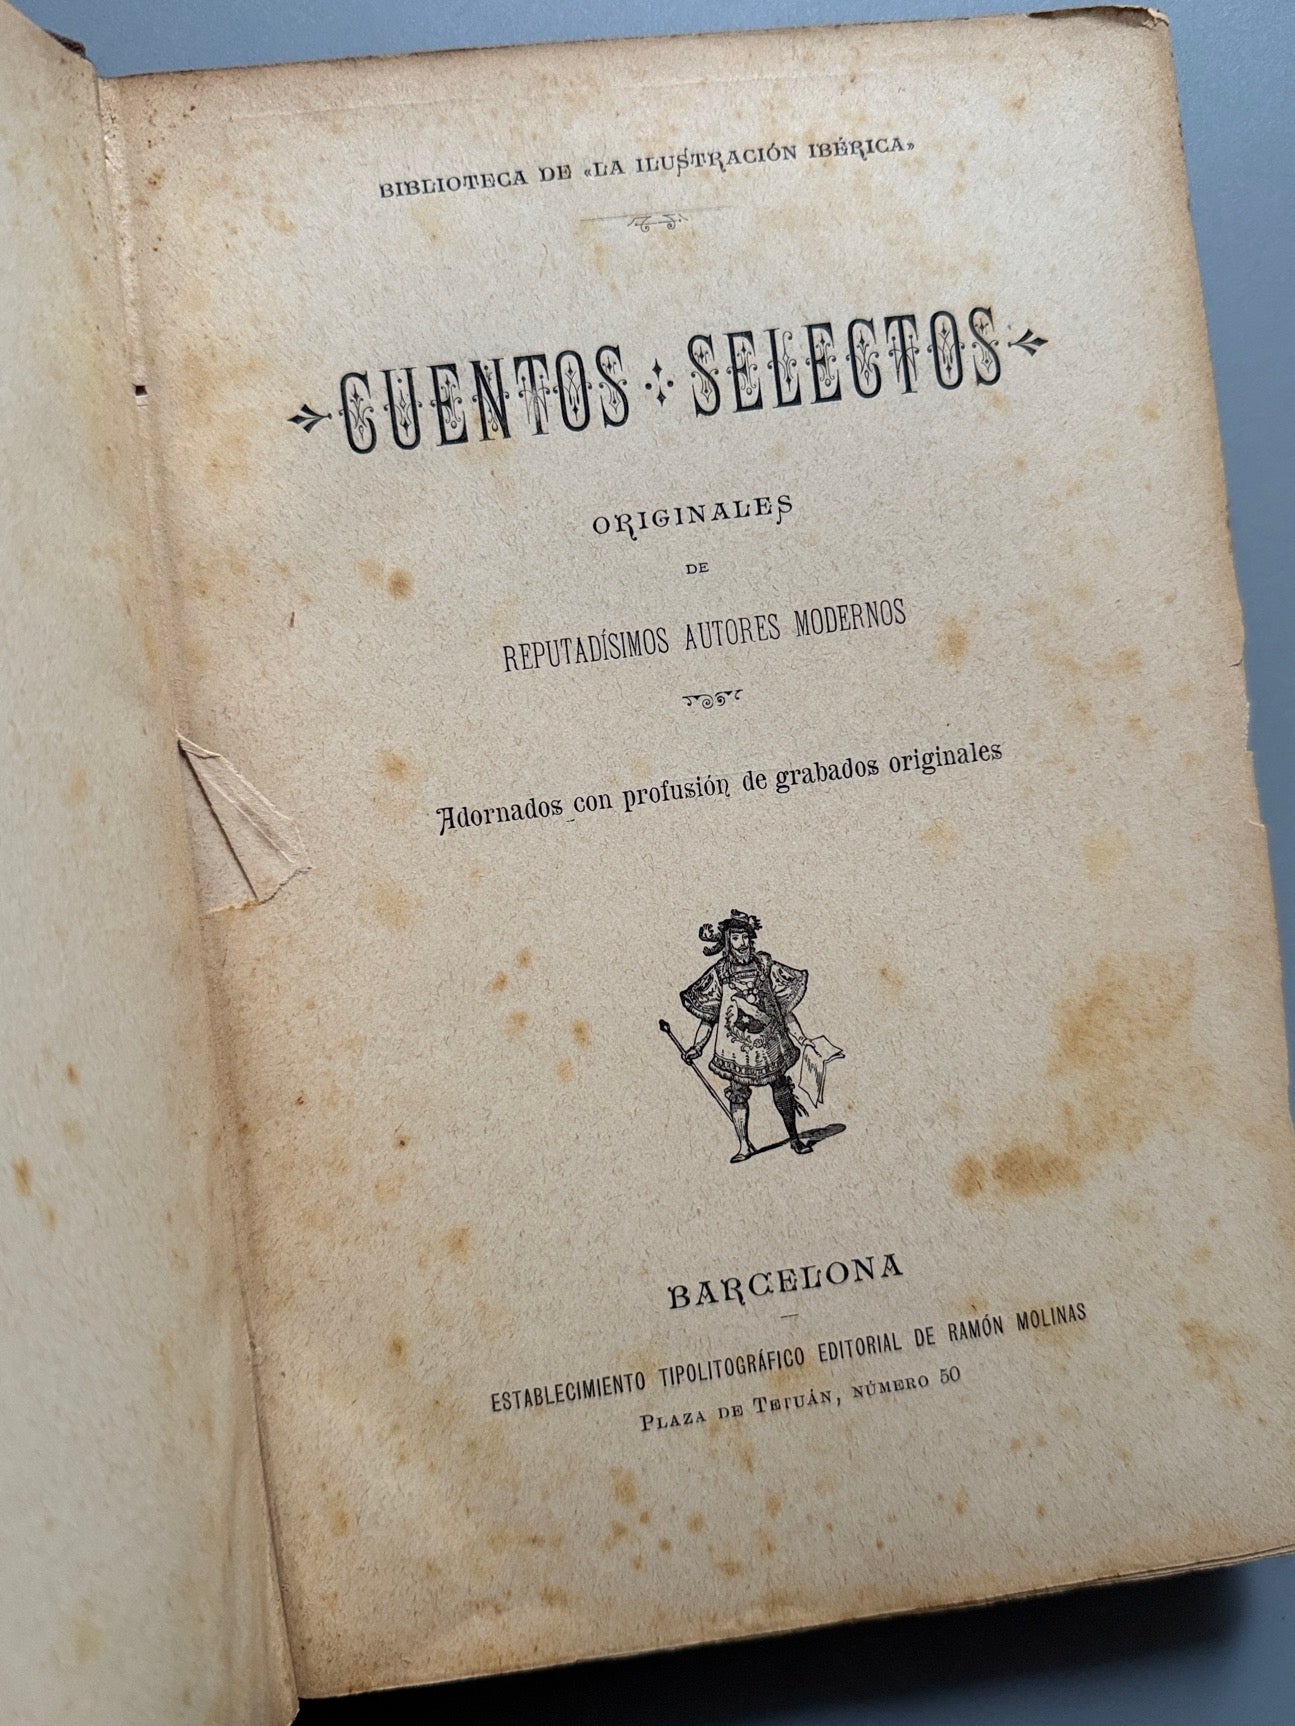 BIBLIOTECA DE «LA ILUSTRACIÓN IBÉRICA»
CUENTOS SELECTOS
ORIGINALES
DE
REPUTADÍSIMOS AUTORES MODERNOS
Adornados con profusión de grabados originales
BARCELONA
ESTABLECIMIENTO TIPOLITOGRÁFICO EDITORIAL DE RAMÓN MOLINAS
PLAZA DE TETUÁN, NÚMERO 50